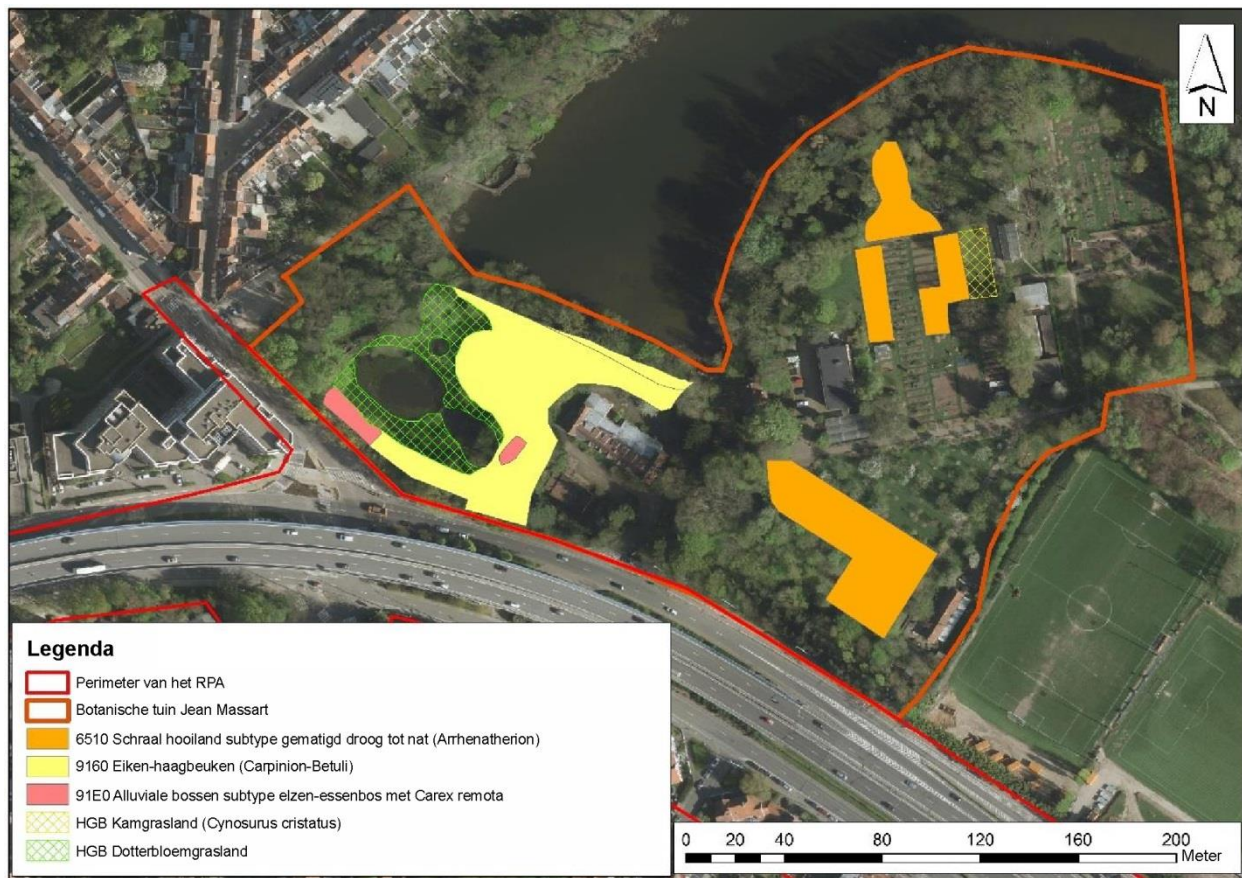 N
Legenda
Perimeter van het RPA
Botanische tuin Jean Massart
6510 Schraal hooiland subtype gematigd droog tot nat (Arrhenatherion)
9160 Eiken-haagbeuken (Carpinion-Betuli)
91E0 Alluviale bossen subtype elzen-essenbos met Carex remota
HGB Kamgrasland (Cynosurus cristatus)
HGB Dotterbloemgrasland
0 20 40 80 120 160 200
Meter